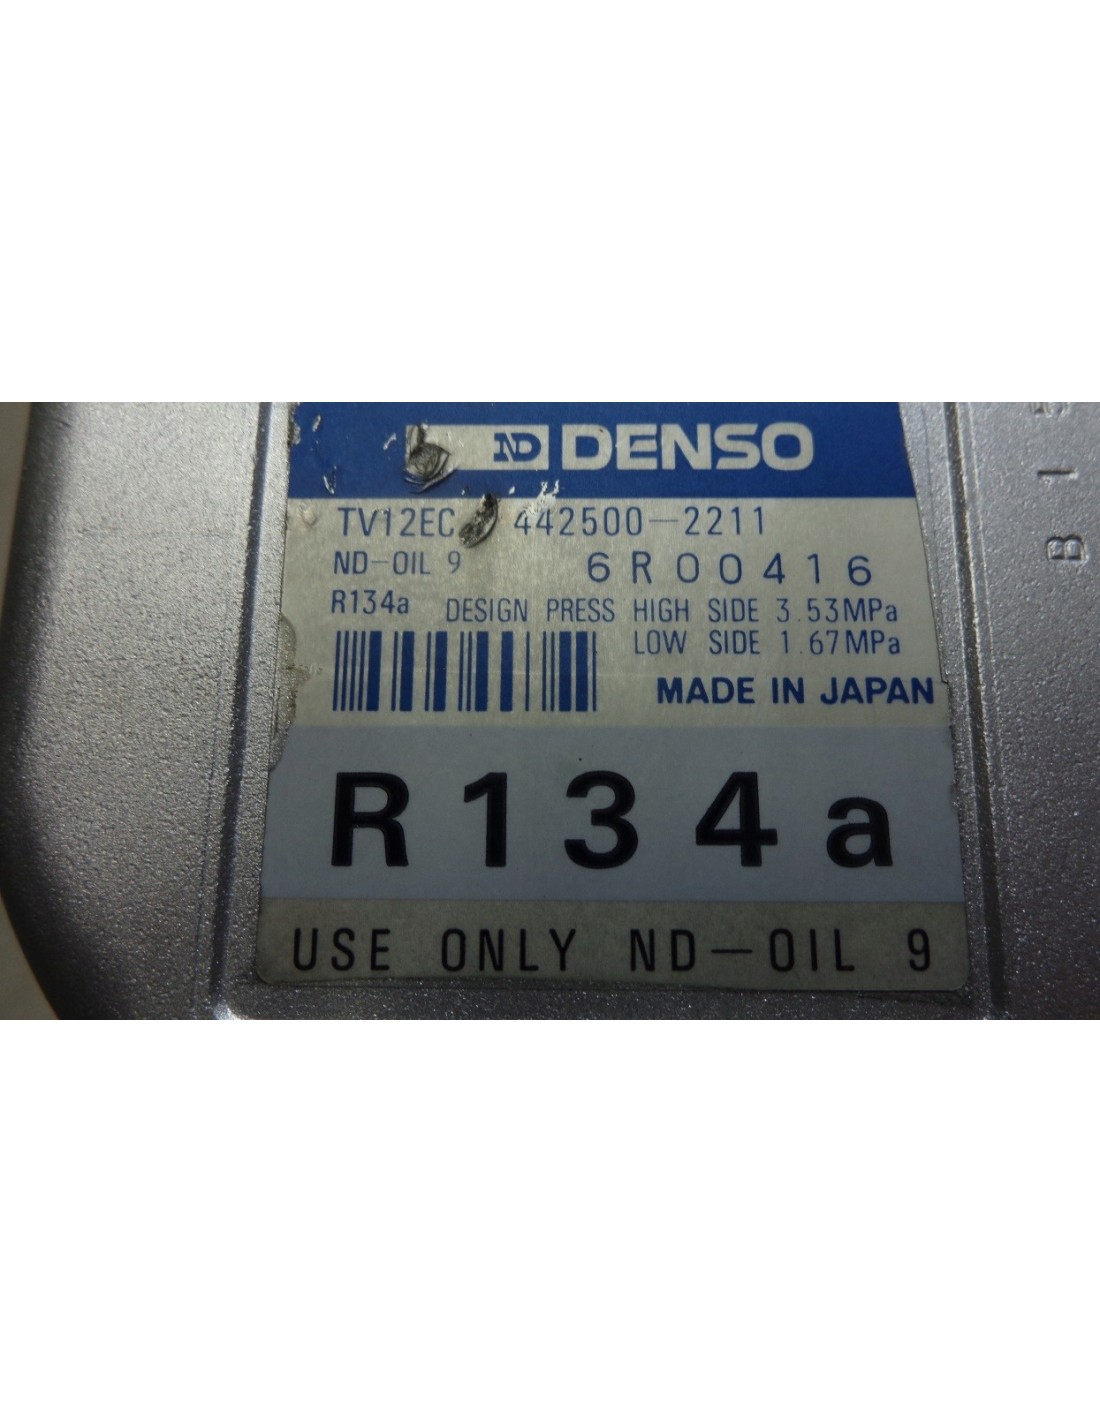 ND DENSO
TV12EC 442500-2211
ND-OIL 9 6R00416
R134a DESIGN PRESS HIGH SIDE 3.53MPa
LOW SIDE 1.67MPa
MADE IN JAPAN
R134a
USE ONLY ND-OIL 9